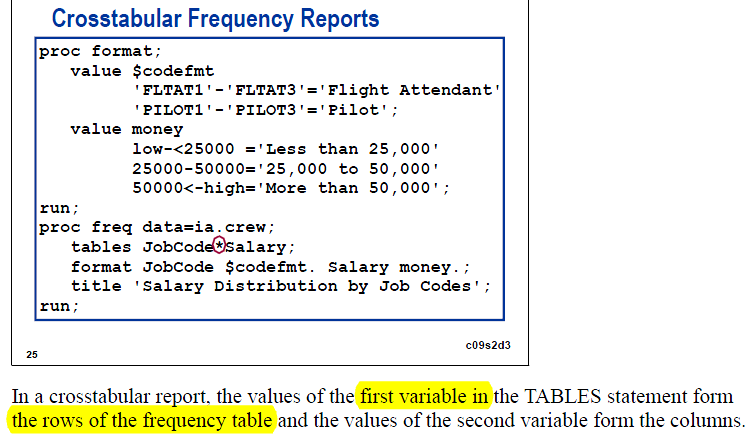 Crosstabular Frequency Reports
proc format;
value $codefmt
'FLTAT1'-'FLTAT3'='Flight Attendant'
'PILOT1'-'PILOT3'='Pilot';
value money
low-<25000 ='Less than 25,000'
25000-50000='25,000 to 50,000'
50000<-high='More than 50,000';
run;
proc freq data=ia.crew;
tables JobCode*Salary;
format JobCode $codefmt. Salary money.;
title 'Salary Distribution by Job Codes';
run;
c09s2d3
25
In a crosstabular report, the values of the first variable in the TABLES statement form
the rows of the frequency table and the values of the second variable form the columns.